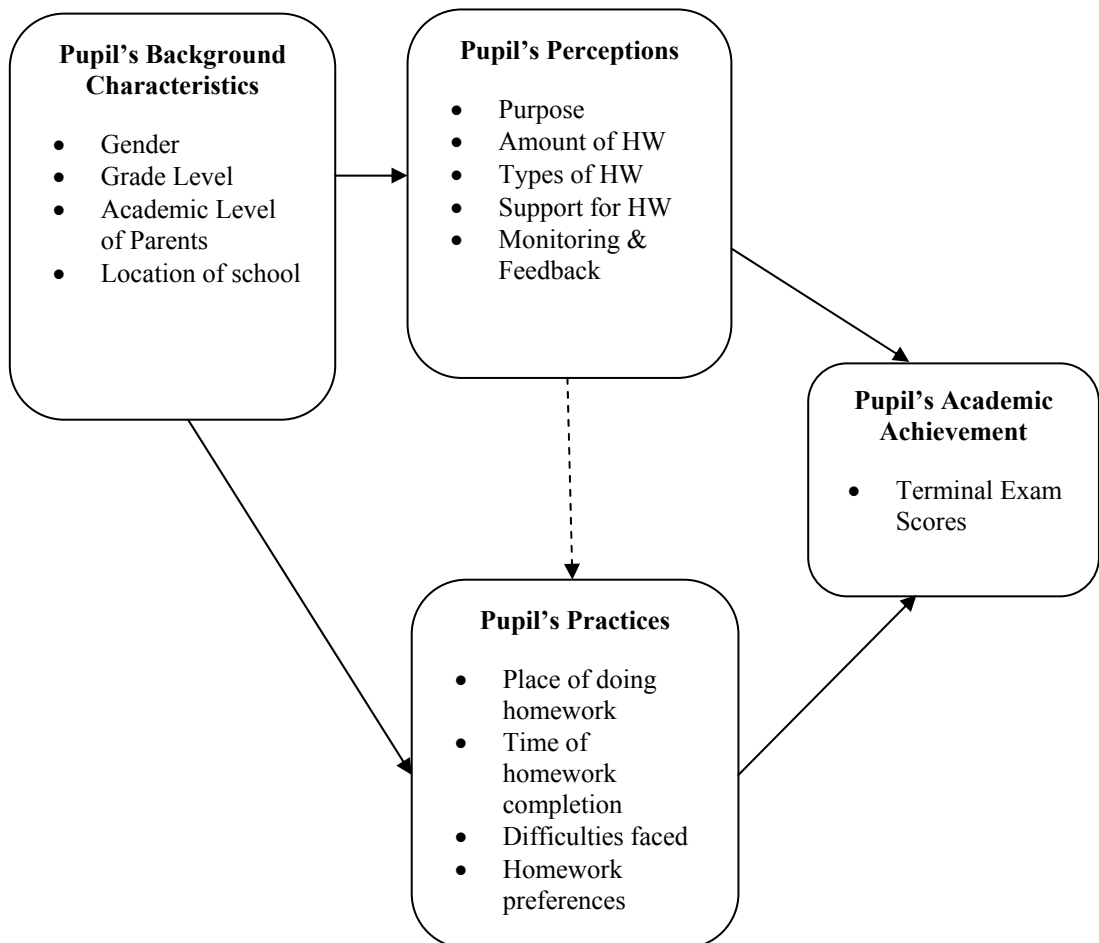 Pupil’s Background
Characteristics
• Gender
• Grade Level
• Academic Level
of Parents
• Location of school
Pupil’s Perceptions
• Purpose
• Amount of HW
• Types of HW
• Support for HW
• Monitoring &
Feedback
Pupil’s Academic
Achievement
• Terminal Exam
Scores
Pupil’s Practices
• Place of doing
homework
• Time of
homework
completion
• Difficulties faced
• Homework
preferences